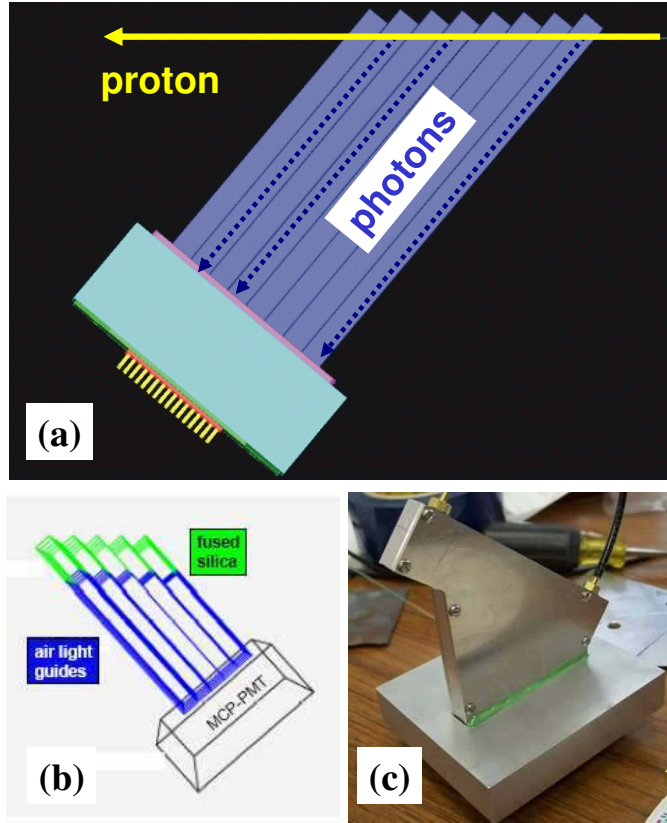 proton
photons
(a)
fused
silica
air light
guides
MCP-PMT
(b)
(c)